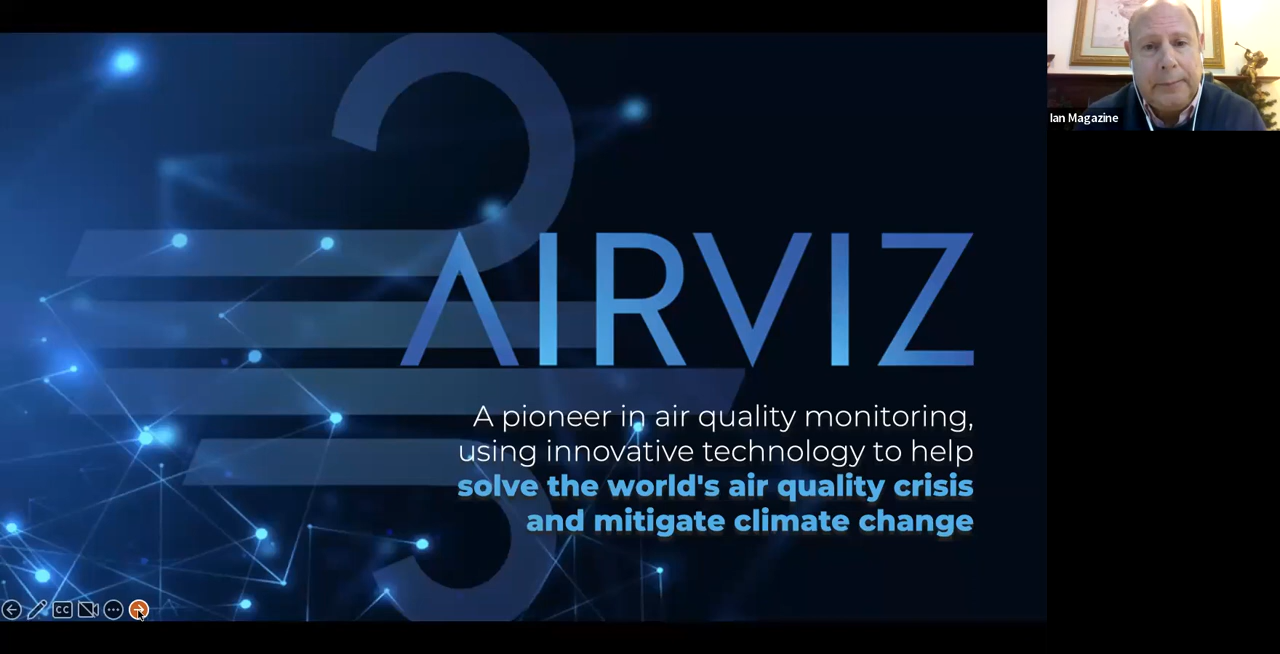 Ian Magazine
AIRVIZ
A pioneer in air quality monitoring,
using innovative technology to help
solve the world's air quality crisis
and mitigate climate change
CC